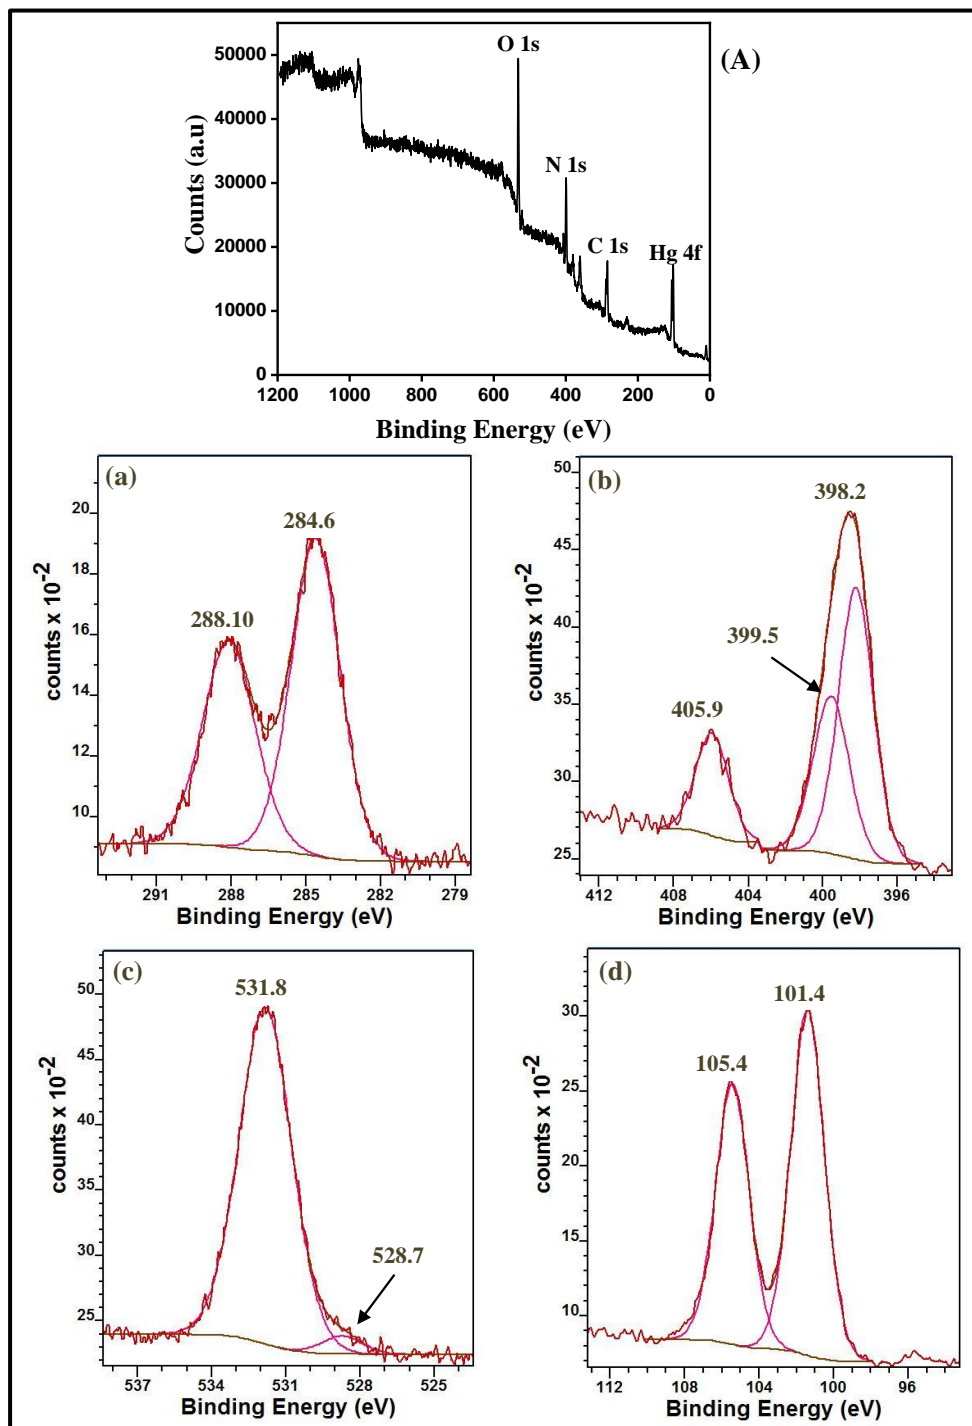 (A)
O 1s
N 1s
C 1s
Hg 4f
Counts (a.u)
50000
40000
30000
20000
10000
0
1200 1000 800 600 400 200 0
Binding Energy (eV)
(a)
284.6
288.10
counts x 10-2
20
18
16
14
12
10
291 288 285 282 279
Binding Energy (eV)
(b)
398.2
399.5
405.9
counts x 10-2
50
45
40
35
30
25
412 408 404 400 396
Binding Energy (eV)
(c)
531.8
528.7
counts x 10-2
50
45
40
35
30
25
537 534 531 528 525
Binding Energy (eV)
(d)
101.4
105.4
counts x 10-2
30
25
20
15
10
112 108 104 100 96
Binding Energy (eV)